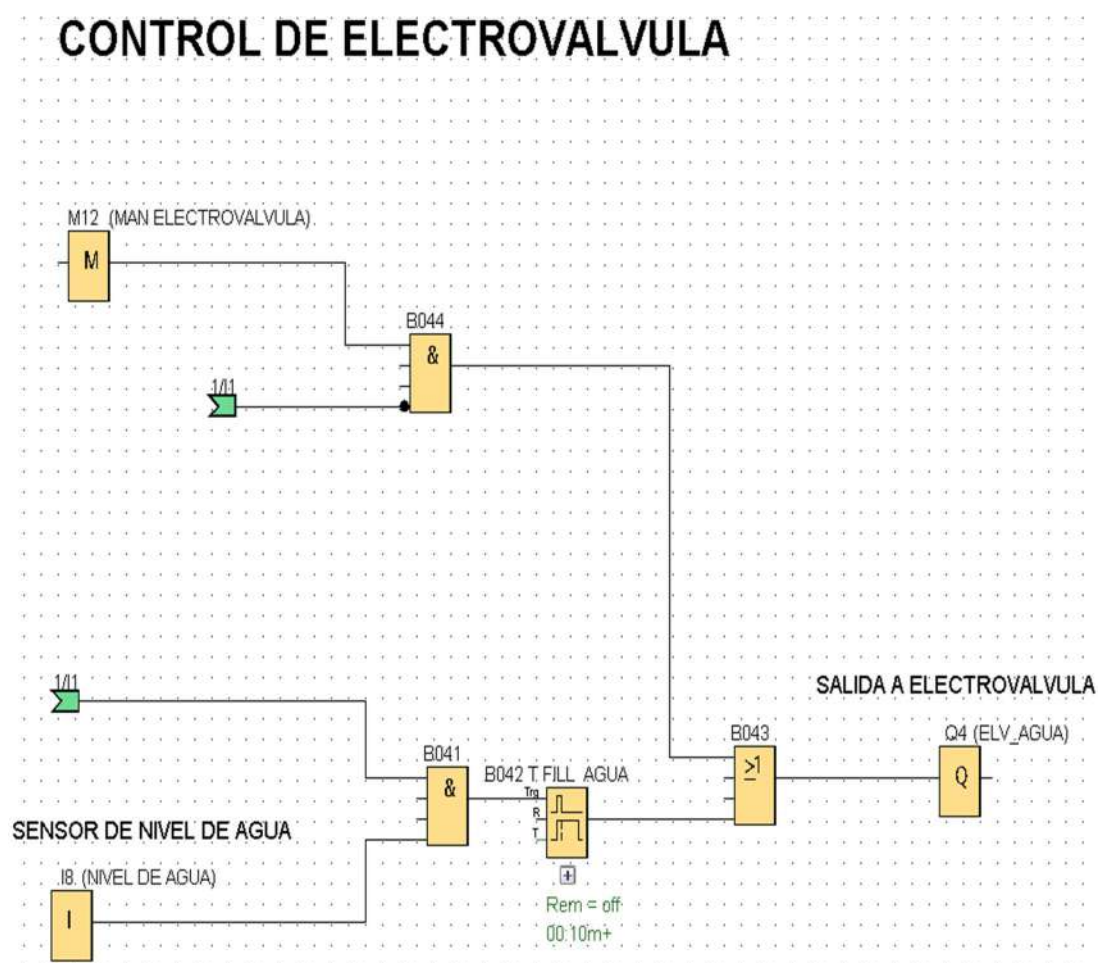 CONTROL DE ELECTROVALVULA
M12 (MAN ELECTROVALVULA)
M
B044
&
1/I1
1/I1
SALIDA A ELECTROVALVULA
B041
&
B042 T FILL AGUA
Trg
R
T
B043
≥1
Q4 (ELV_AGUA)
Q
SENSOR DE NIVEL DE AGUA
I8 (NIVEL DE AGUA)
I
Rem = off
00:10m+